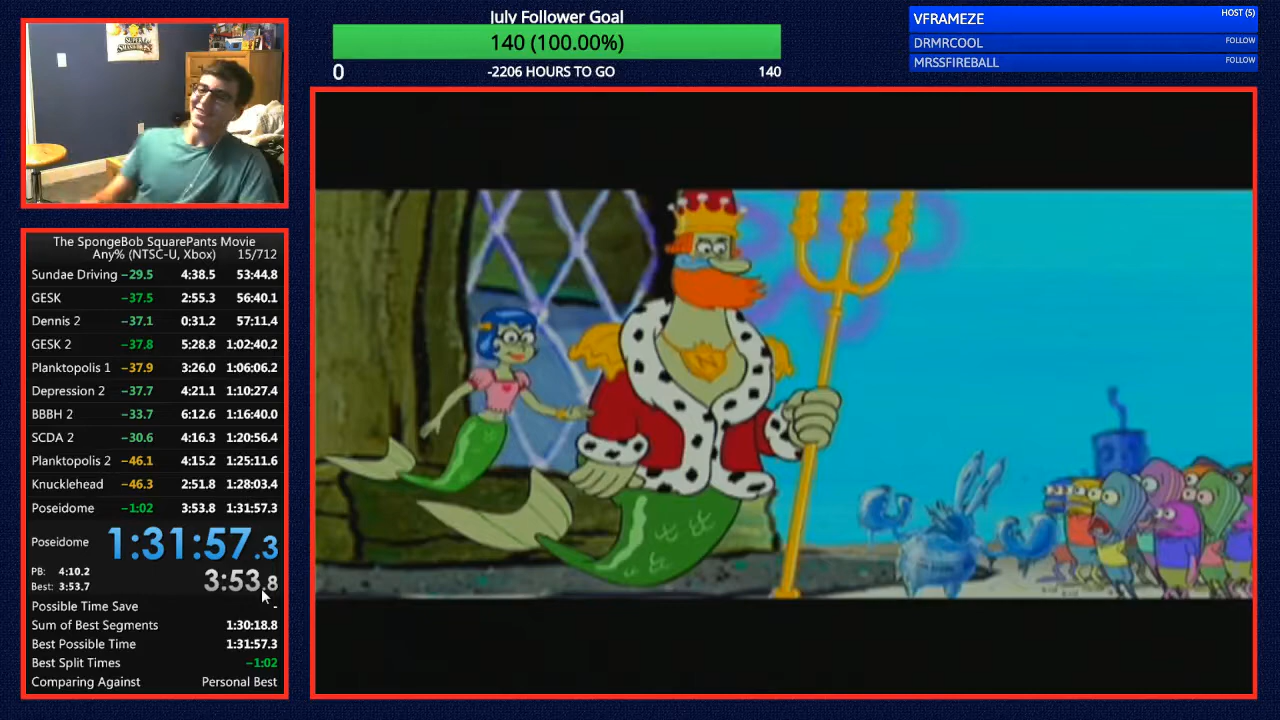 SUPER SMASH BROS
July Follower Goal
140 (100.00%)
0 -2206 HOURS TO GO 140
VFRAMEZE HOST (5)
DRMRCOOL FOLLOW
MRSSFIREBALL FOLLOW
The SpongeBob SquarePants Movie
Any% (NTSC-U, Xbox) 15/712
Sundae Driving −29.5 4:38.5 53:44.8
GESK −37.5 2:55.3 56:40.1
Dennis 2 −37.1 0:31.2 57:11.4
GESK 2 −37.8 5:28.8 1:02:40.2
Planktopolis 1 −37.9 3:26.0 1:06:06.2
Depression 2 −37.7 4:21.1 1:10:27.4
BBBH 2 −33.7 6:12.6 1:16:40.0
SCDA 2 −30.6 4:16.3 1:20:56.4
Planktopolis 2 −46.1 4:15.2 1:25:11.6
Knucklehead −46.3 2:51.8 1:28:03.4
Poseidome −1:02 3:53.8 1:31:57.3
Poseidome 1:31:57.3
PB: 4:10.2
Best: 3:53.7
3:53.8
Possible Time Save -
Sum of Best Segments 1:30:18.8
Best Possible Time 1:31:57.3
Best Split Times −1:02
Comparing Against Personal Best